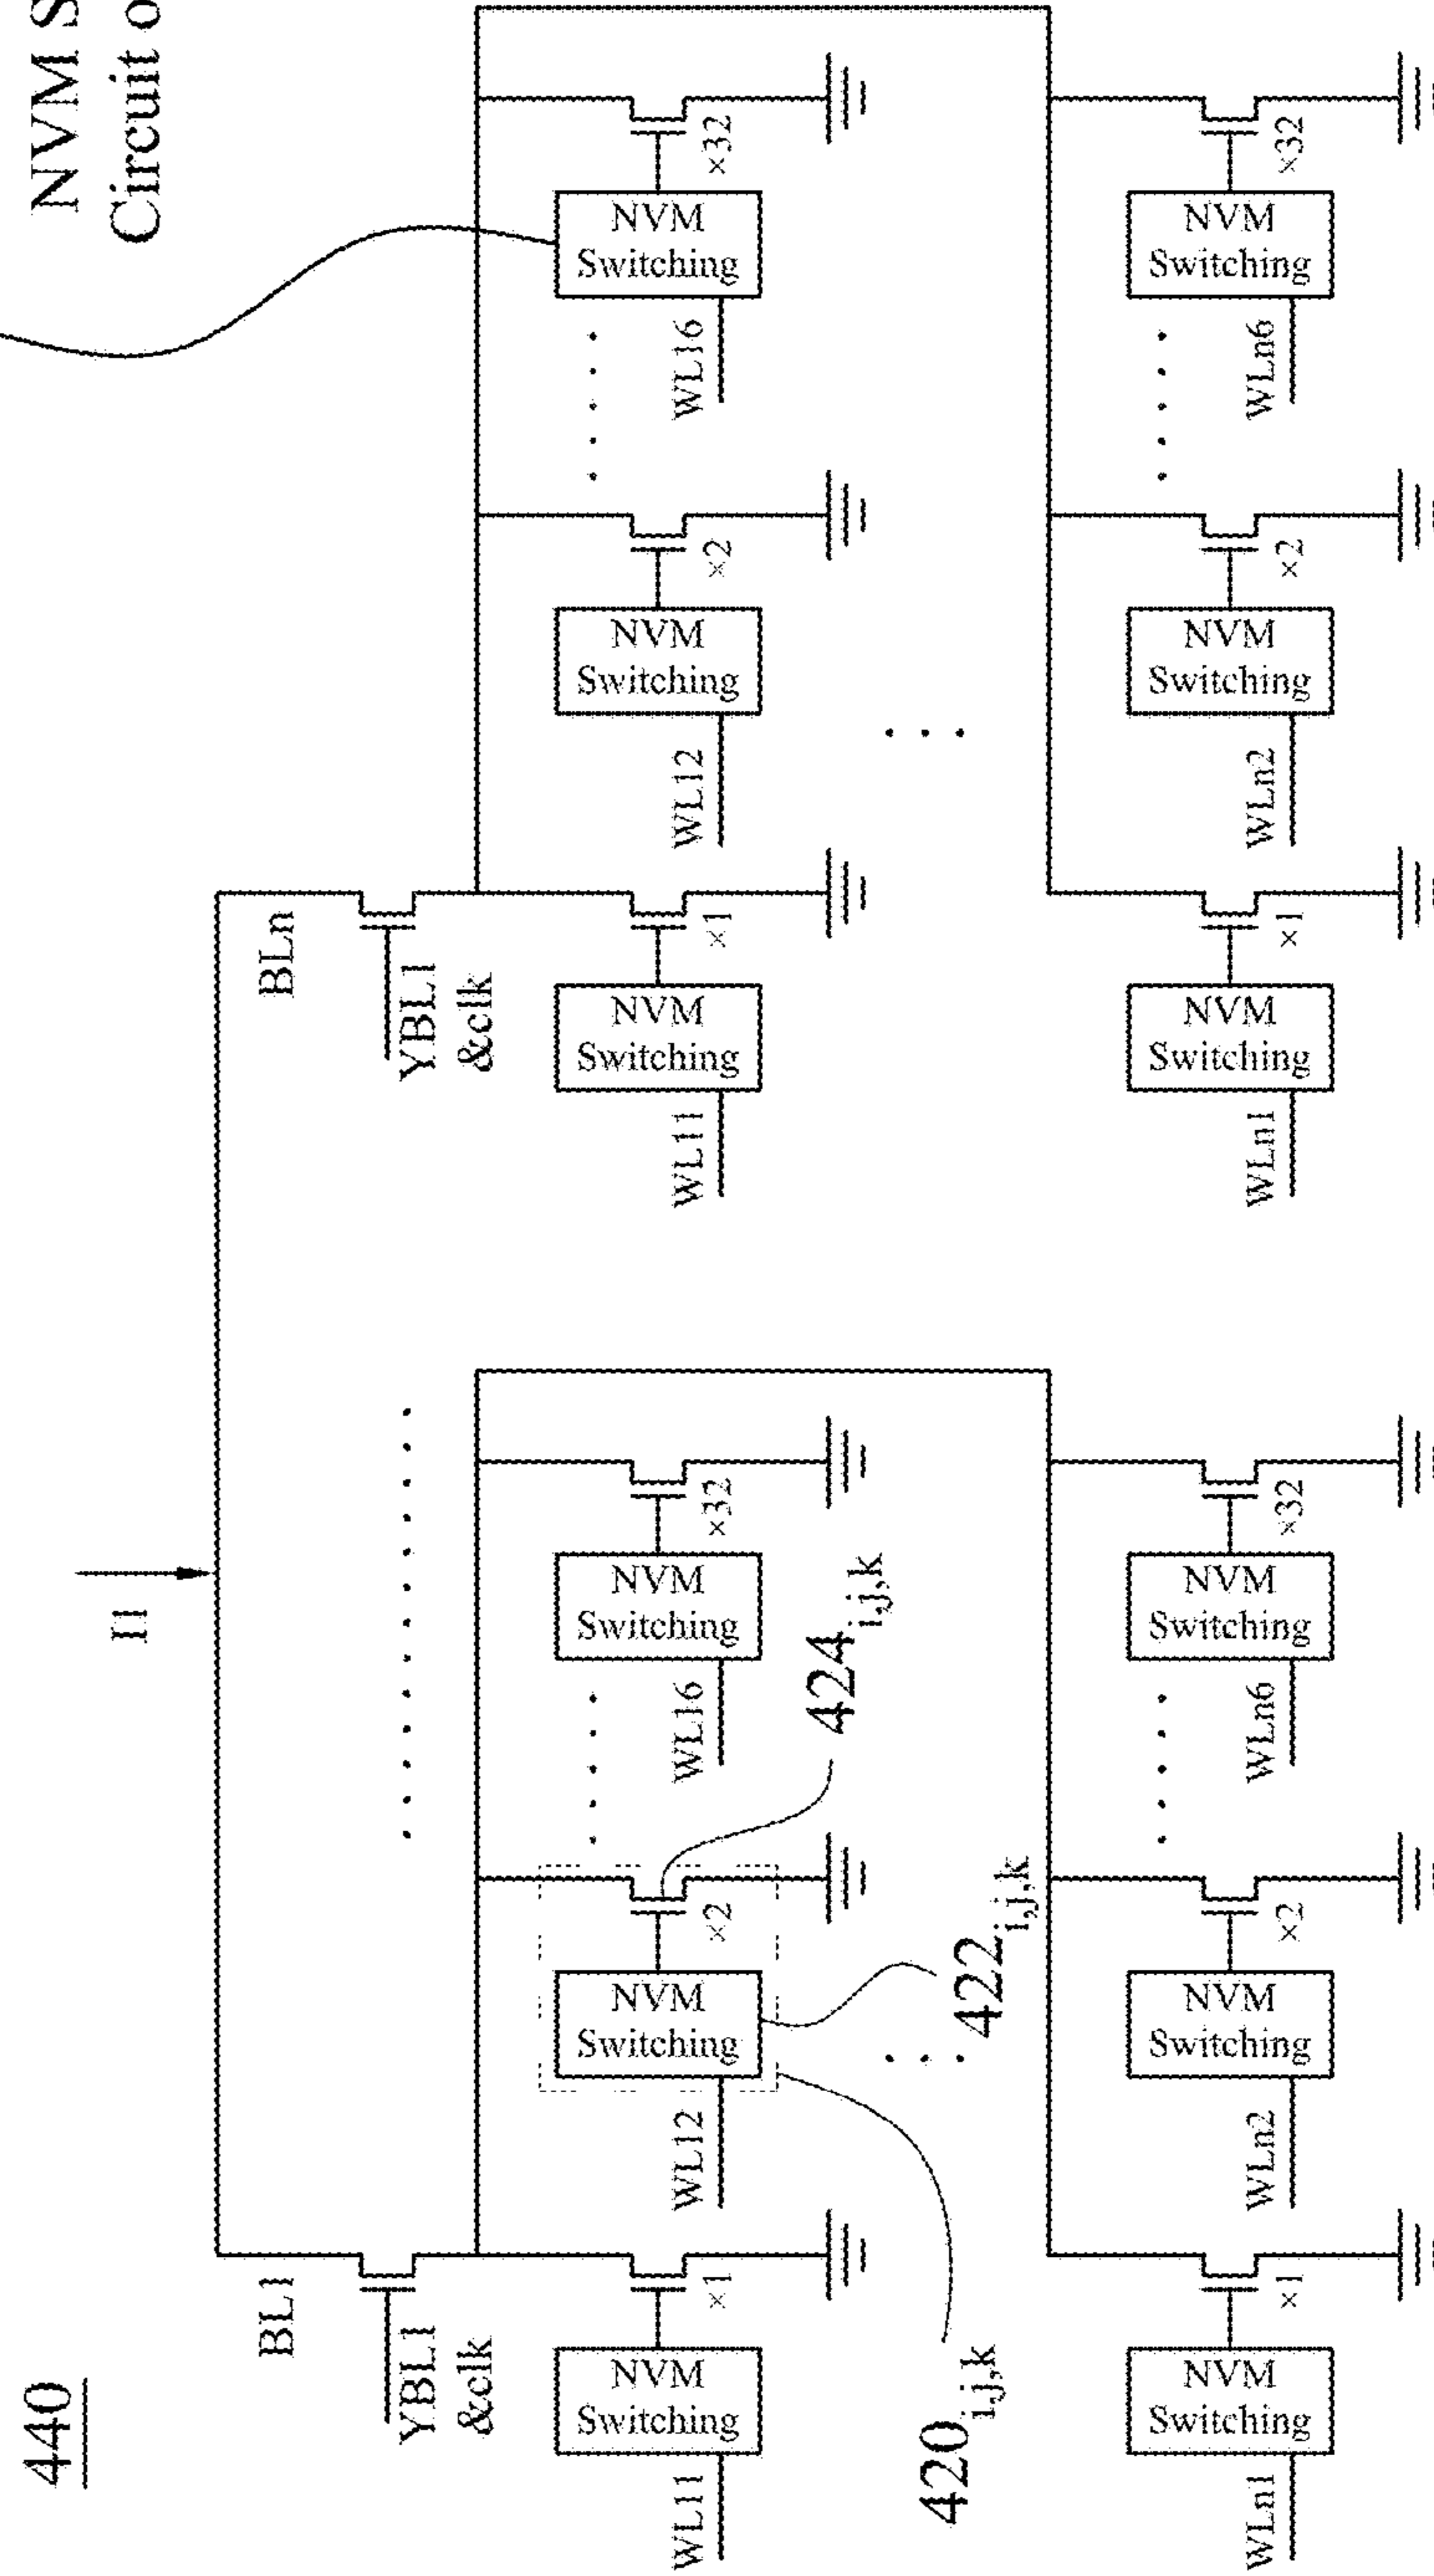 440
NVM S
Circuit o
I1
BL1
BLn
YBL1
&clk
YBL1
&clk
NVM
Switching
WL11
×1
NVM
Switching
WL12
×2
NVM
Switching
WL16
×32
NVM
Switching
WL11
×1
NVM
Switching
WL12
×2
NVM
Switching
WL16
×32
424i,j,k
422i,j,k
420i,j,k
NVM
Switching
WLn1
×1
NVM
Switching
WLn2
×2
NVM
Switching
WLn6
×32
NVM
Switching
WLn1
×1
NVM
Switching
WLn2
×2
NVM
Switching
WLn6
×32